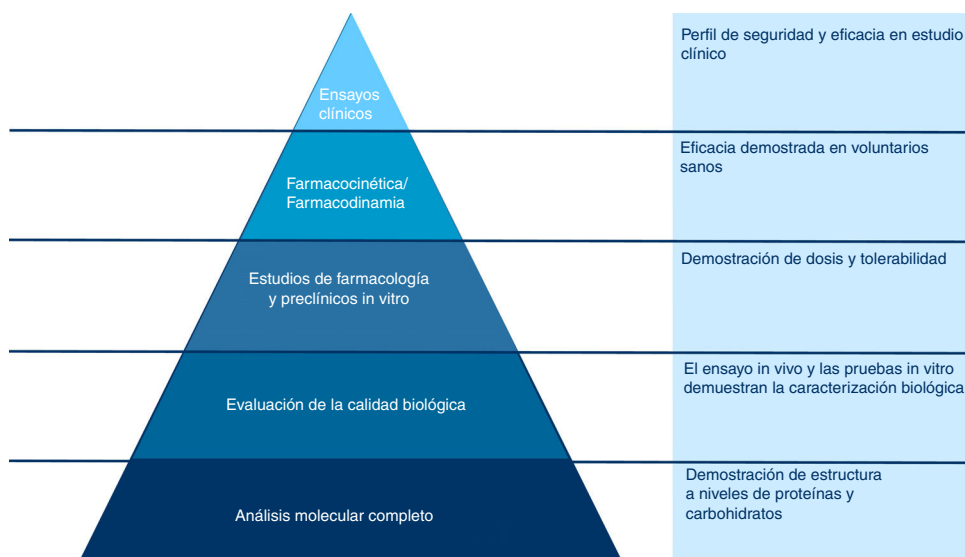 Perfil de seguridad y eficacia en estudio
clínico
Ensayos
clínicos
Eficacia demostrada en voluntarios
sanos
Farmacocinética/
Farmacodinamia
Demostración de dosis y tolerabilidad
Estudios de farmacología
y preclínicos in vitro
El ensayo in vivo y las pruebas in vitro
demuestran la caracterización biológica
Evaluación de la calidad biológica
Demostración de estructura
a niveles de proteínas y
carbohidratos
Análisis molecular completo